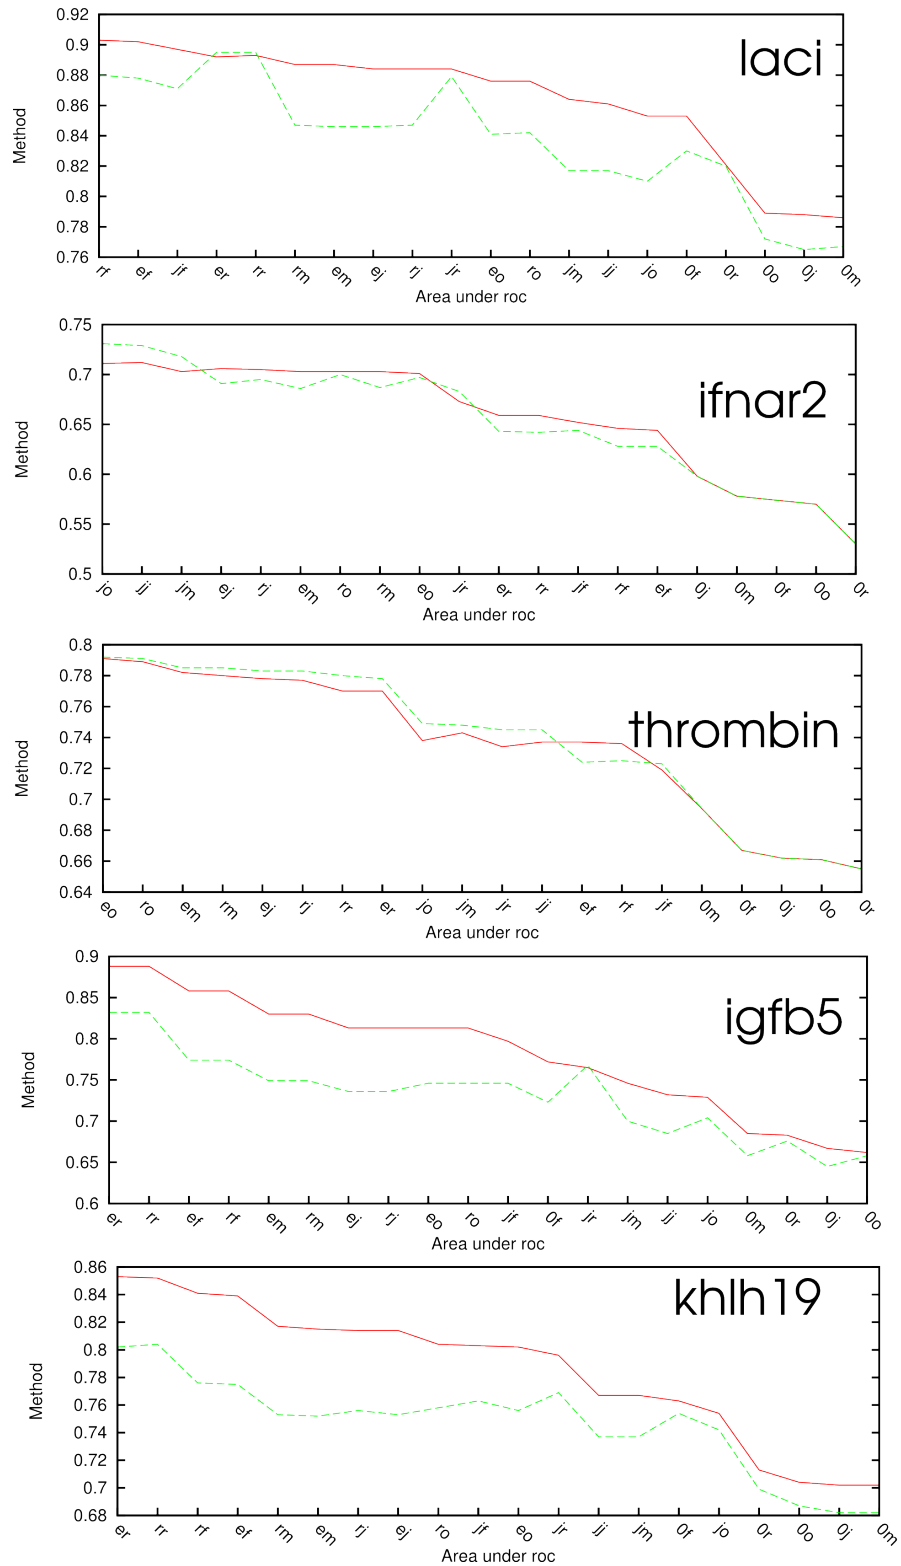 laci
Method
0.92
0.9
0.88
0.86
0.84
0.82
0.8
0.78
0.76
rf ef jf er rr rm em ej rj jr eo ro jm jj jo 0f 0r 0o 0j 0m
Area under roc
ifnar2
Method
0.75
0.7
0.65
0.6
0.55
0.5
jo jj jm ej rj em ro rm eo jr er rr jf rf ef 0j 0m 0f 0o 0r
Area under roc
thrombin
Method
0.8
0.78
0.76
0.74
0.72
0.7
0.68
0.66
0.64
eo ro em rm ej rj rr er jo jm jr jj ef rf jf 0m 0f 0j 0o 0r
Area under roc
igfb5
Method
0.9
0.85
0.8
0.75
0.7
0.65
0.6
er rr ef rf em rm ej rj eo ro jf 0f jr jm jj jo 0m 0r 0j 0o
Area under roc
khlh19
Method
0.86
0.84
0.82
0.8
0.78
0.76
0.74
0.72
0.7
0.68
er rr rf ef rm em rj ej ro jf eo jr jj jm 0f jo 0r 0o 0j 0m
Area under roc